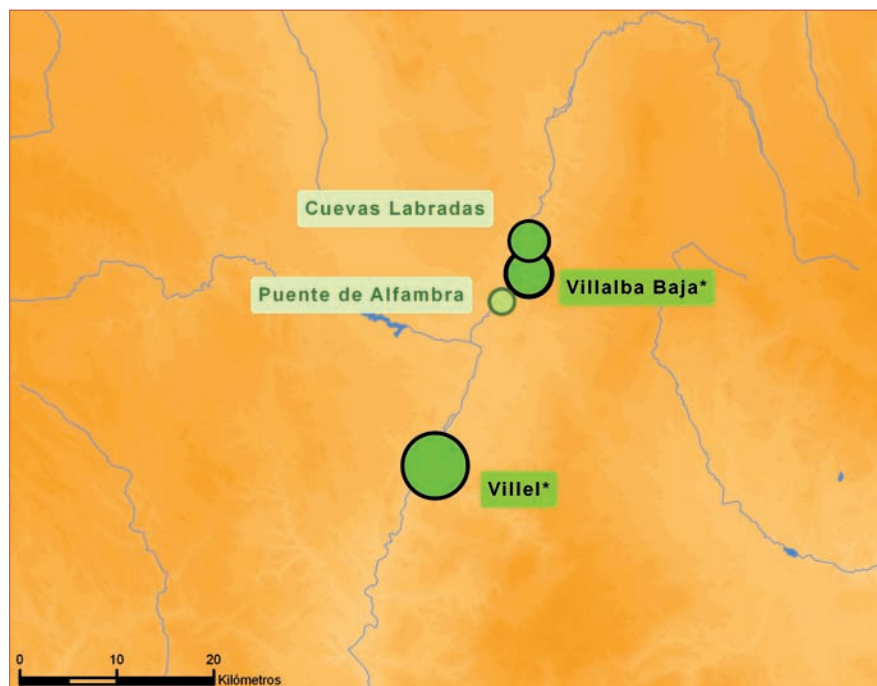 Cuevas Labradas
Villalba Baja*
Puente de Alfambra
Villel*
0 10 20
Kilómetros